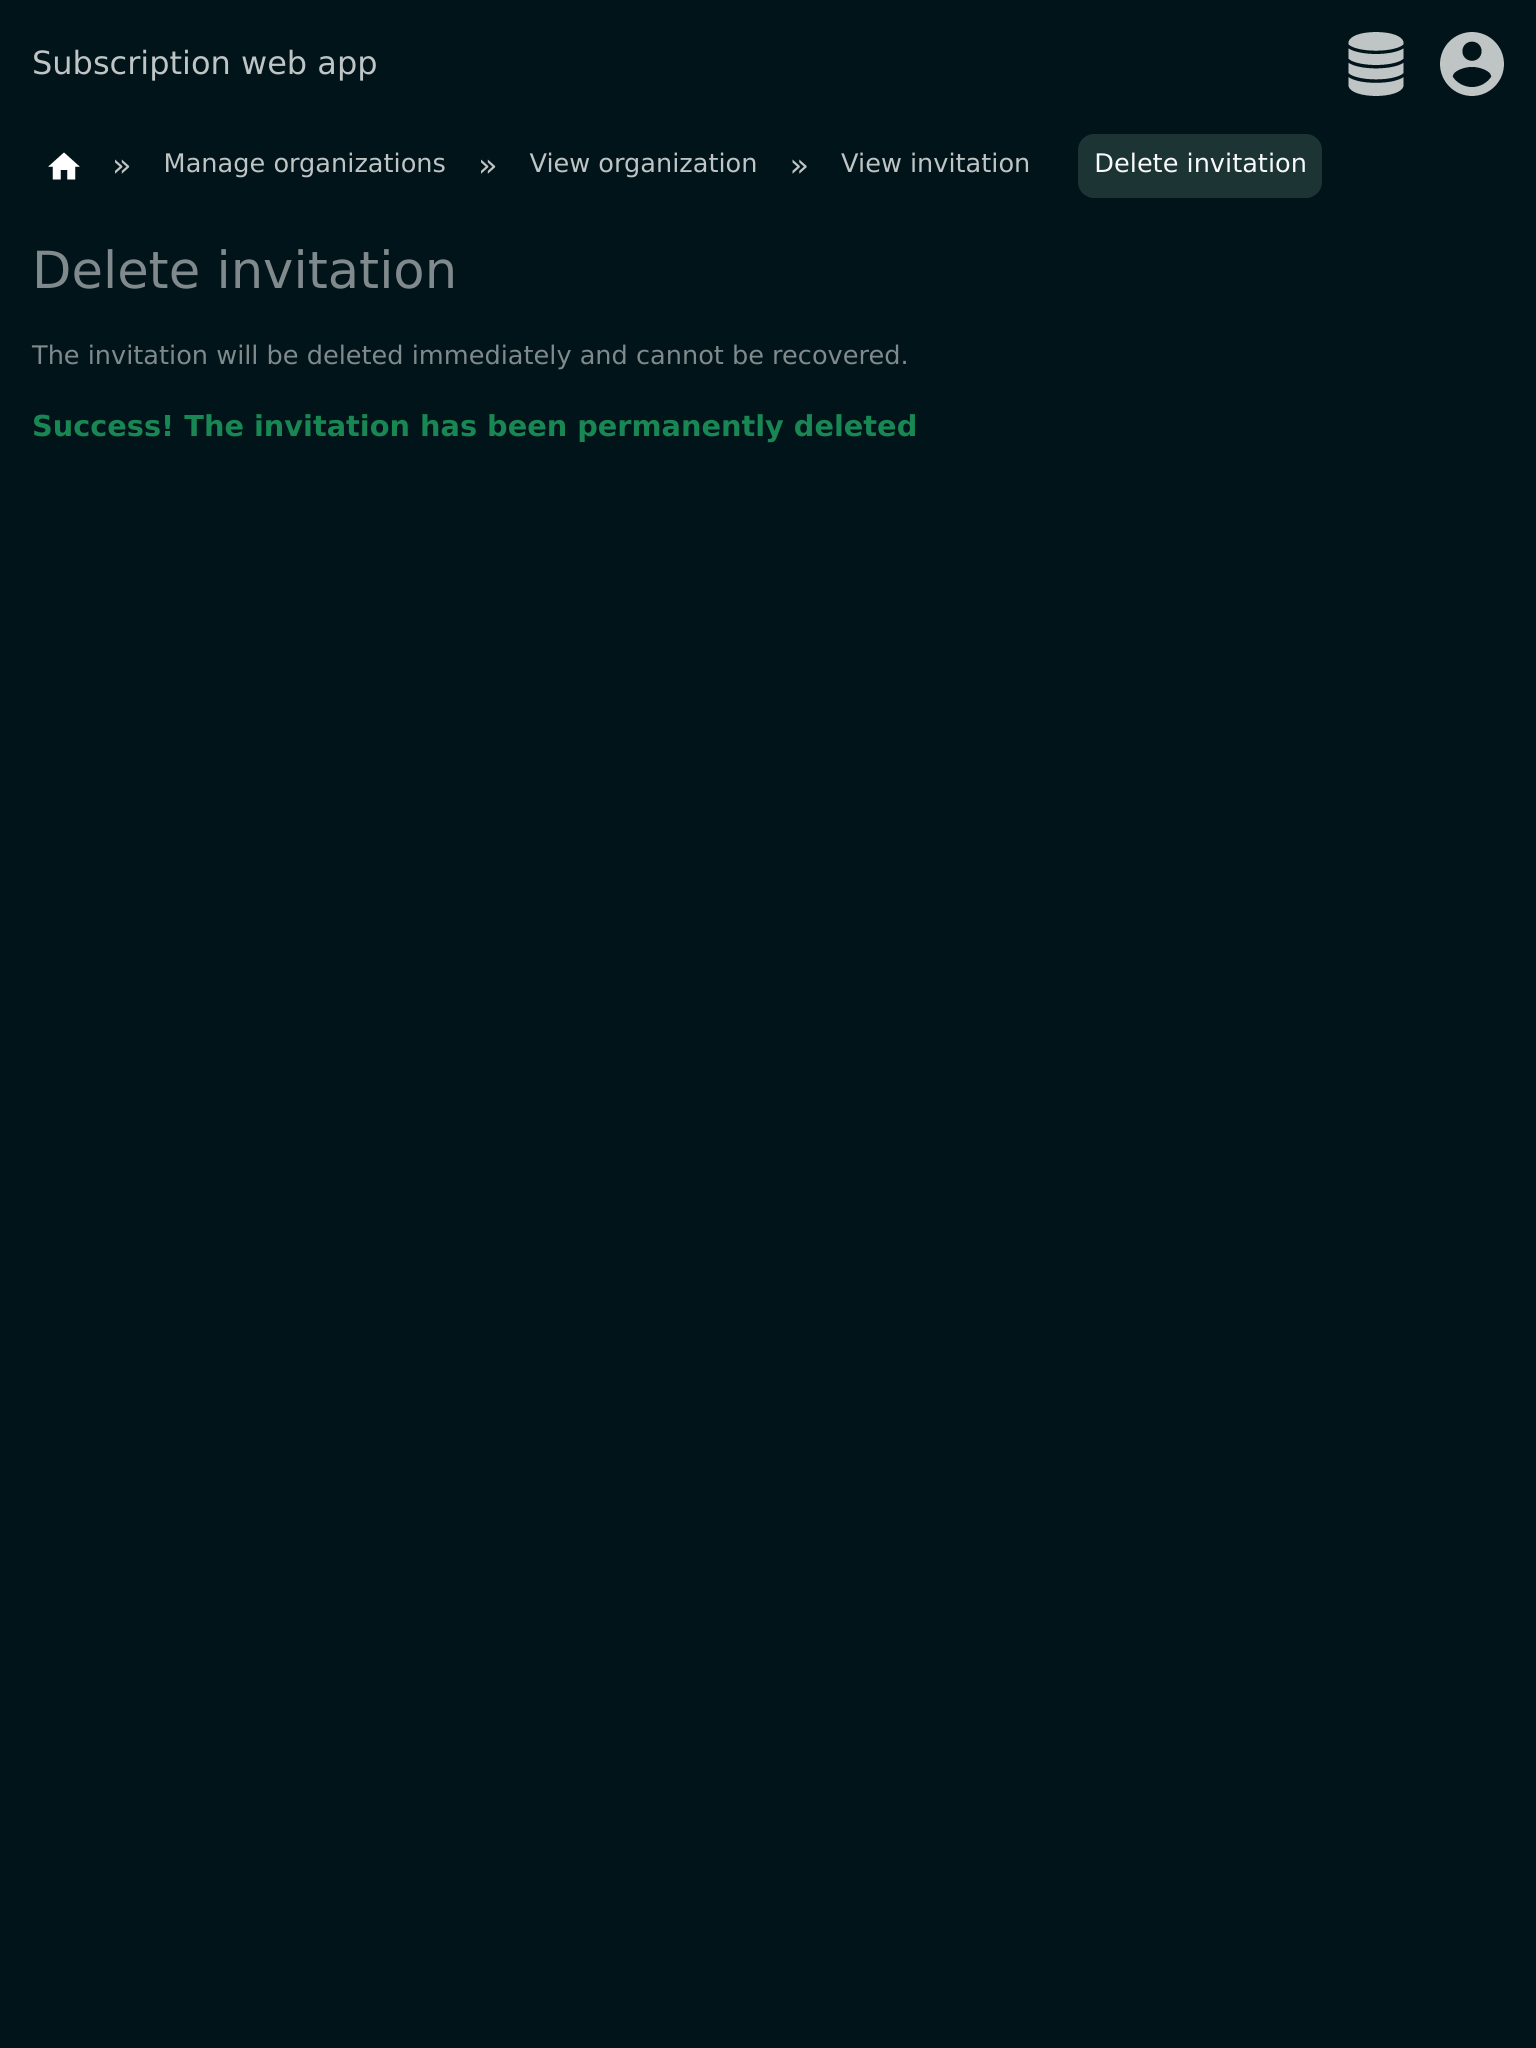 Subscription web app
» Manage organizations » View organization » View invitation Delete invitation
Delete invitation
The invitation will be deleted immediately and cannot be recovered.
Success! The invitation has been permanently deleted